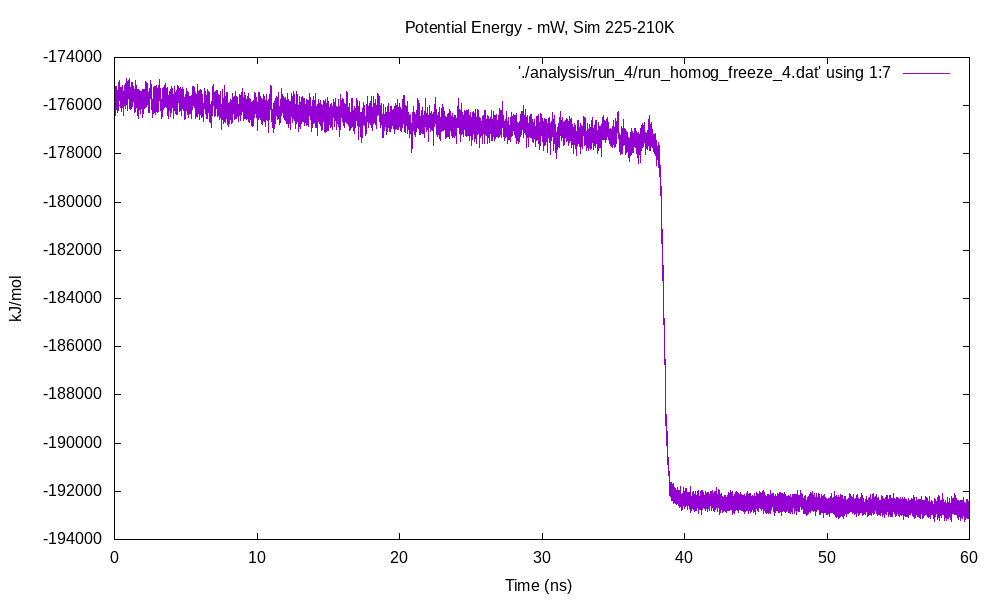 Potential Energy - mW, Sim 225-210K
'./analysis/run_4/run_homog_freeze_4.dat' using 1:7
-174000
-176000
-178000
-180000
-182000
-184000
-186000
-188000
-190000
-192000
-194000
kJ/mol
0 10 20 30 40 50 60
Time (ns)